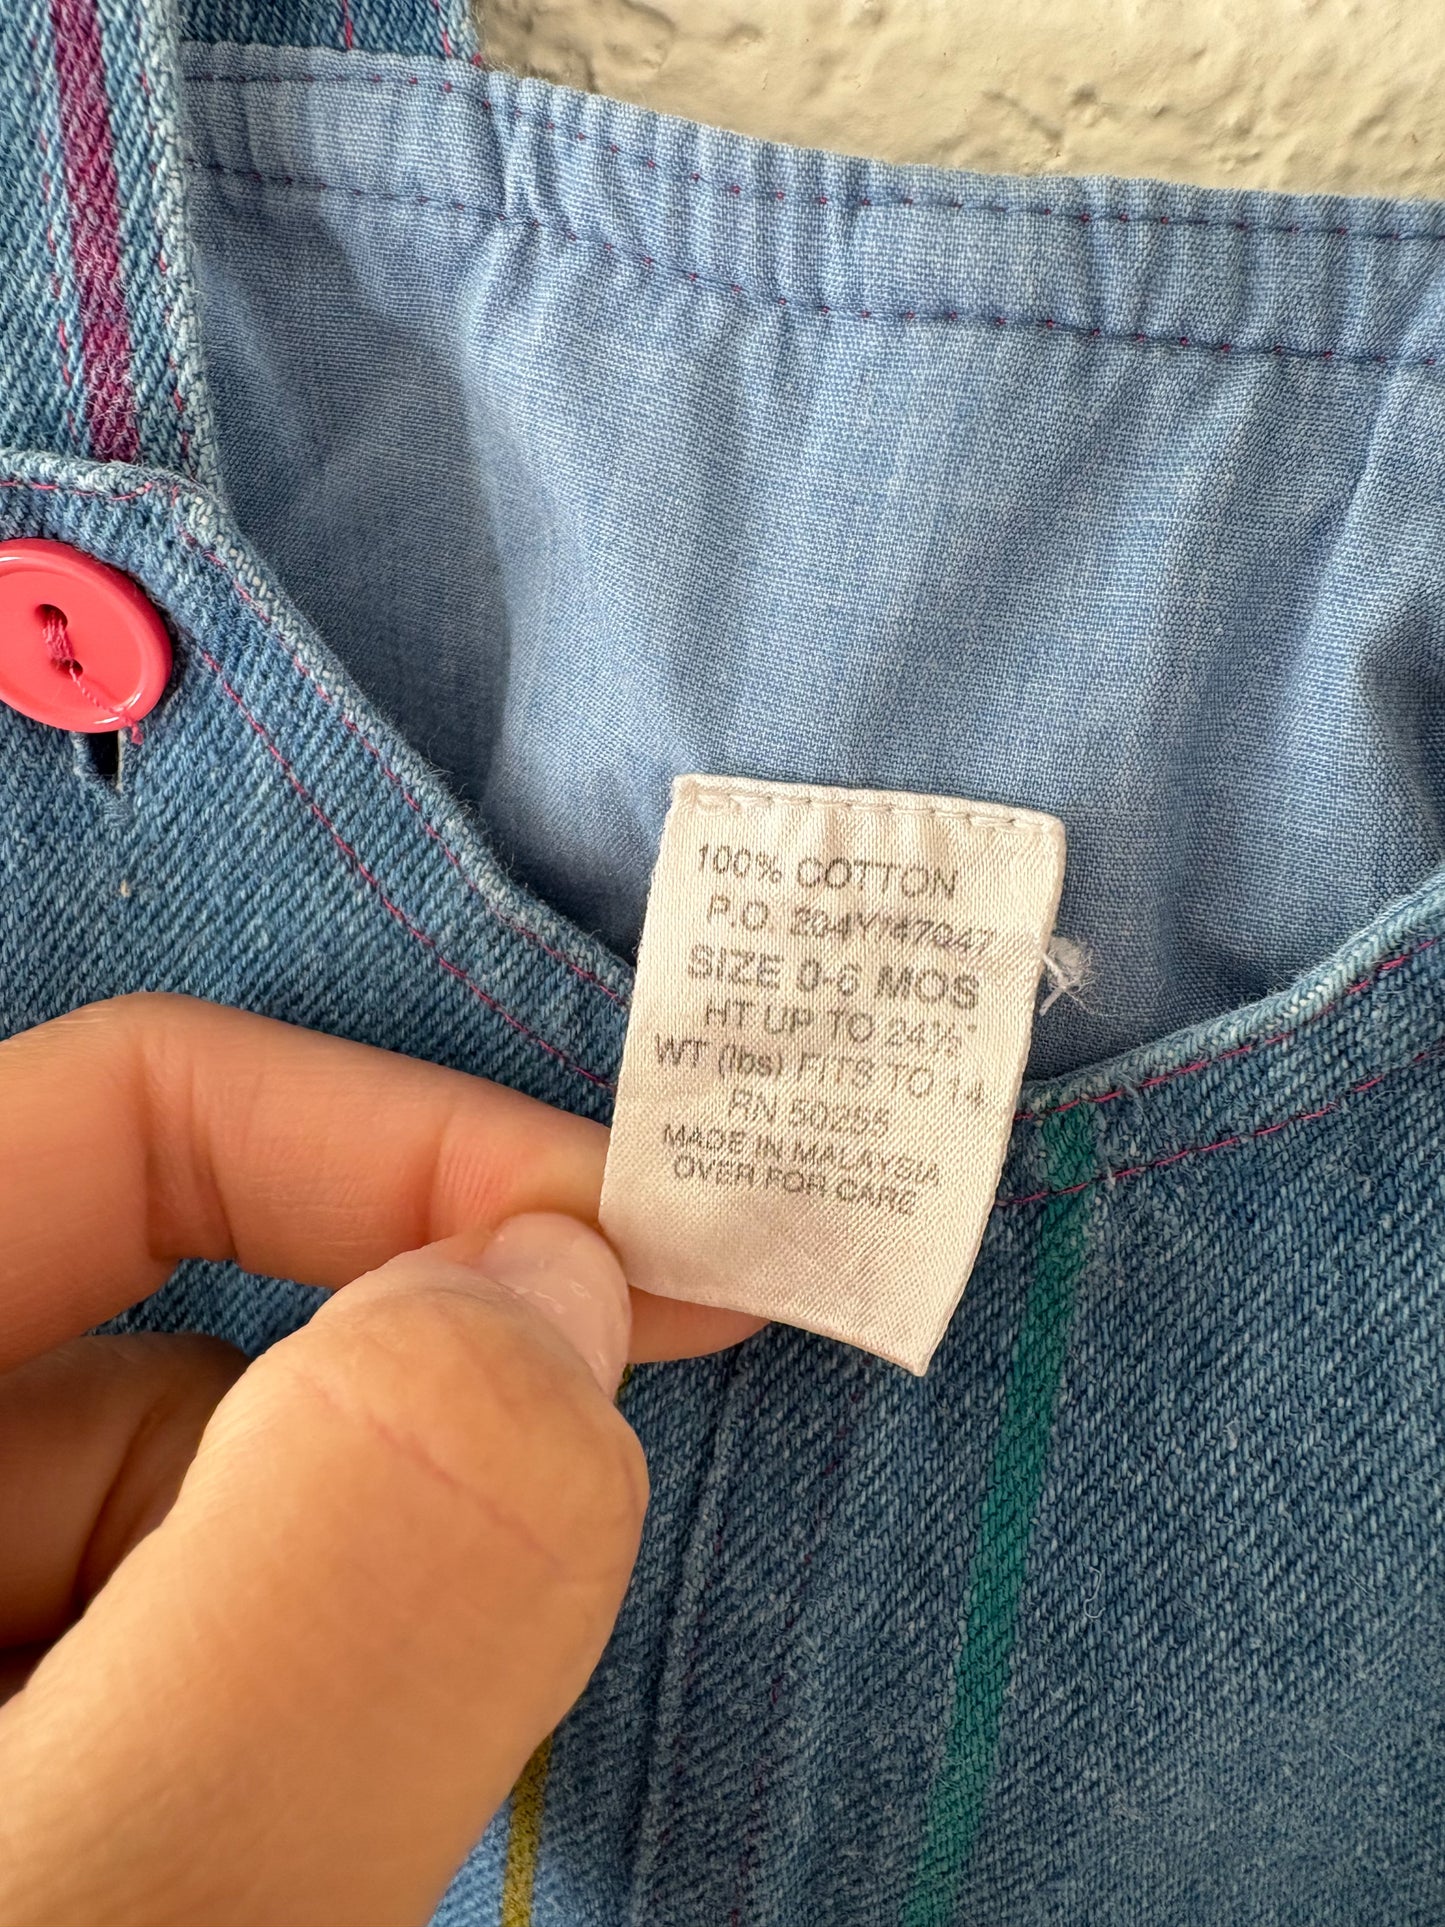 100% COTTON
P.O.
SIZE 0-6 MOS
HT UP TO 24½"
WT (lbs) FITS TO 14
RN 50255
MADE IN MALAYSIA
OVER FOR CARE